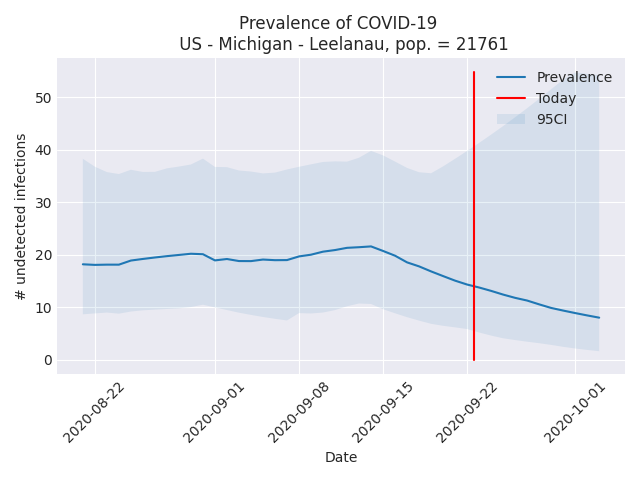 Prevalence of COVID-19
US - Michigan - Leelanau, pop. = 21761
# undetected infections
50
40
30
20
10
0
Prevalence
Today
95CI
2020-08-22
2020-09-01
2020-09-08
2020-09-15
2020-09-22
2020-10-01
Date